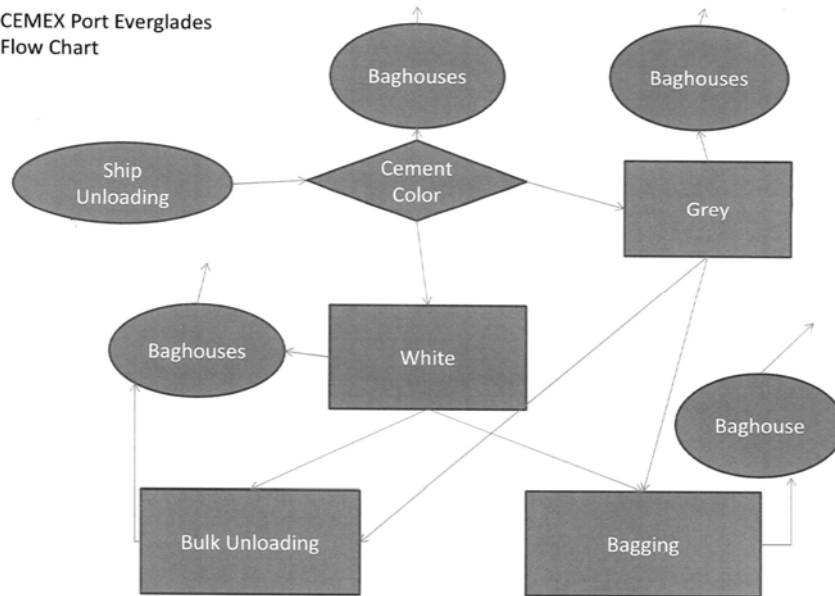 CEMEX Port Everglades
Flow Chart
Baghouses
Baghouses
Ship
Unloading
Cement
Color
Grey
Baghouses
White
Baghouse
Bulk Unloading
Bagging